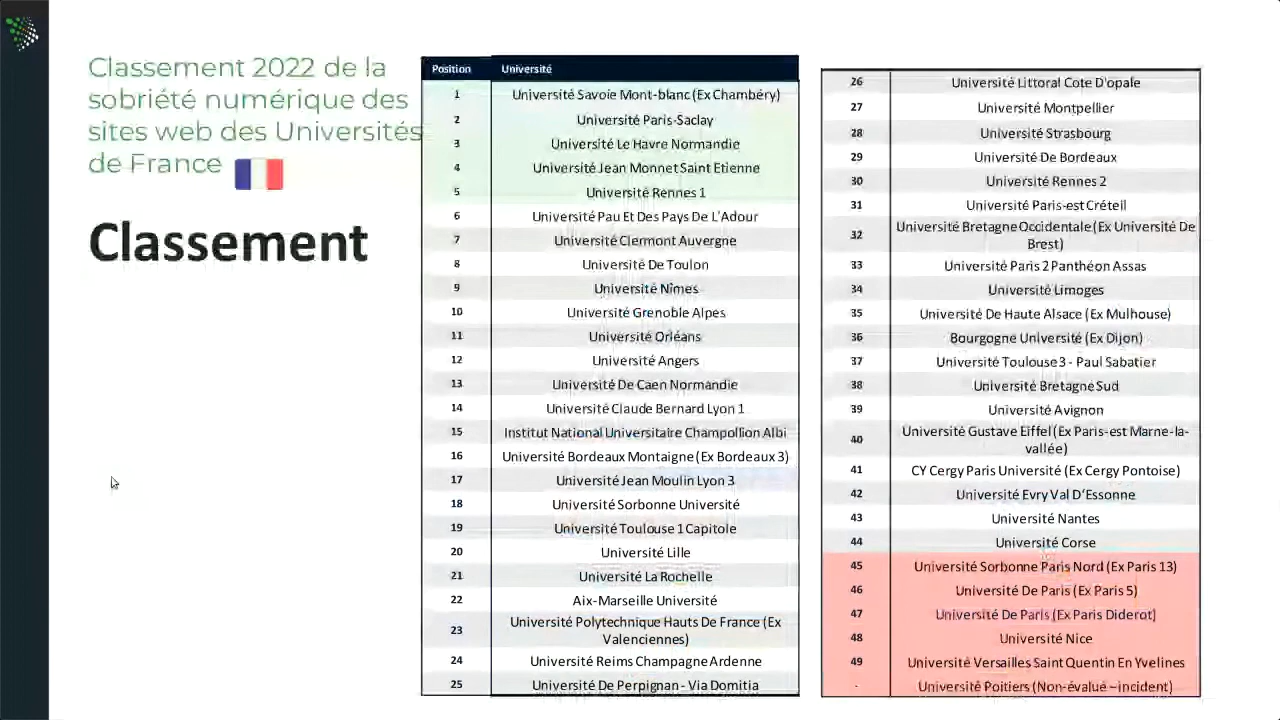 Classement 2022 de la
sobriété numérique des
sites web des Universités
de France
Classement
Position Université
1 Université Savoie Mont-blanc (Ex Chambéry)
2 Université Paris-Saclay
3 Université Le Havre Normandie
4 Université Jean Monnet Saint Etienne
5 Université Rennes 1
6 Université Pau Et Des Pays De L'Adour
7 Université Clermont Auvergne
8 Université De Toulon
9 Université Nîmes
10 Université Grenoble Alpes
11 Université Orléans
12 Université Angers
13 Université De Caen Normandie
14 Université Claude Bernard Lyon 1
15 Institut National Universitaire Champollion Albi
16 Université Bordeaux Montaigne (Ex Bordeaux 3)
17 Université Jean Moulin Lyon 3
18 Université Sorbonne Université
19 Université Toulouse 1 Capitole
20 Université Lille
21 Université La Rochelle
22 Aix-Marseille Université
23 Université Polytechnique Hauts De France (Ex
Valenciennes)
24 Université Reims Champagne Ardenne
25 Université De Perpignan - Via Domitia
26 Université Littoral Cote D'opale
27 Université Montpellier
28 Université Strasbourg
29 Université De Bordeaux
30 Université Rennes 2
31 Université Paris-est Créteil
32 Université Bretagne Occidentale (Ex Université De
Brest)
33 Université Paris 2 Panthéon Assas
34 Université Limoges
35 Université De Haute Alsace (Ex Mulhouse)
36 Bourgogne Université (Ex Dijon)
37 Université Toulouse 3 - Paul Sabatier
38 Université Bretagne Sud
39 Université Avignon
40 Université Gustave Eiffel (Ex Paris-est Marne-la-
vallée)
41 CY Cergy Paris Université (Ex Cergy Pontoise)
42 Université Evry Val D'Essonne
43 Université Nantes
44 Université Corse
45 Université Sorbonne Paris Nord (Ex Paris 13)
46 Université De Paris (Ex Paris 5)
47 Université De Paris (Ex Paris Diderot)
48 Université Nice
49 Université Versailles Saint Quentin En Yvelines
- Université Poitiers (Non-évalué – incident)